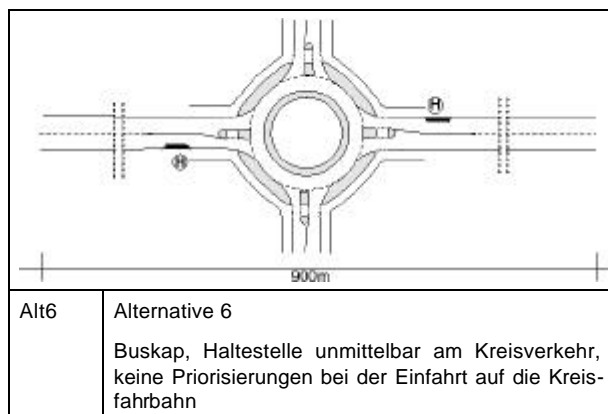 H
H
900m
Alt6
Alternative 6
Buskap, Haltestelle unmittelbar am Kreisverkehr,
keine Priorisierungen bei der Einfahrt auf die Kreis-
fahrbahn